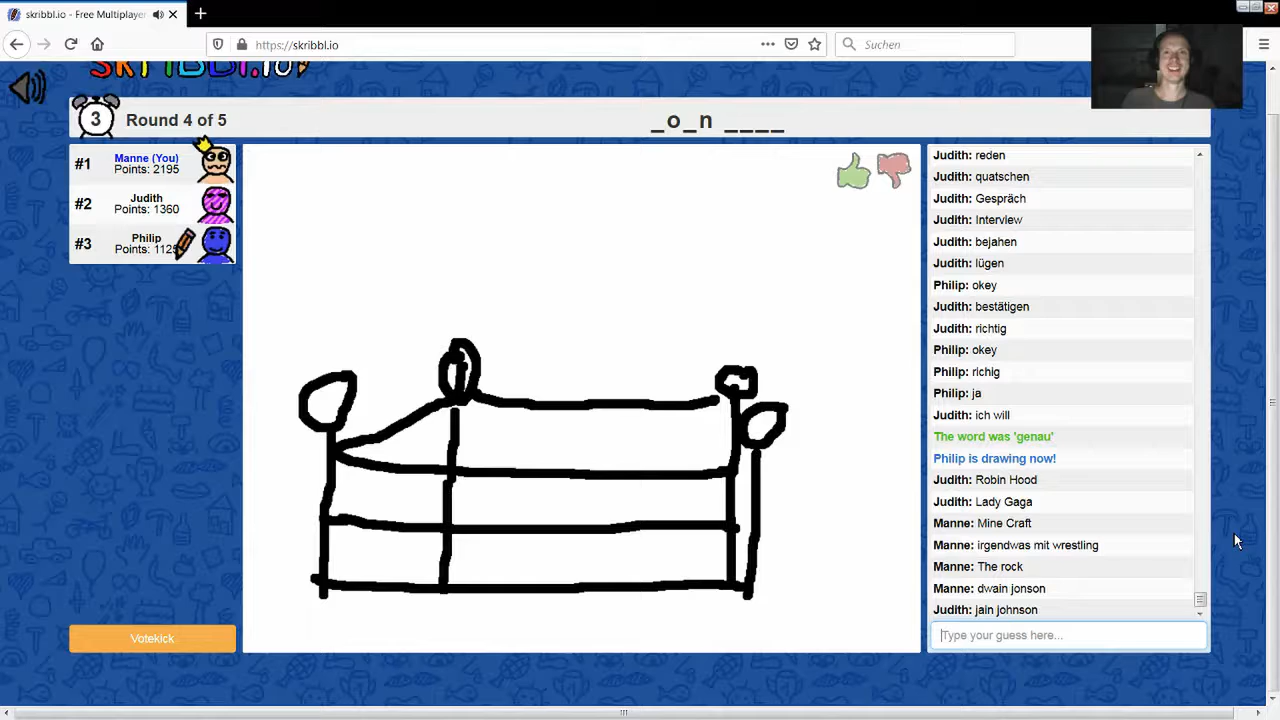 skribbl.io - Free Multiplayer
https://skribbl.io
Suchen
SKRIBBL.IO
3
Round 4 of 5
_o_n ____
#1
Manne (You)
Points: 2195
#2
Judith
Points: 1360
#3
Philip
Points: 1125
Votekick
Judith: reden
Judith: quatschen
Judith: Gespräch
Judith: Interview
Judith: bejahen
Judith: lügen
Philip: okey
Judith: bestätigen
Judith: richtig
Philip: okey
Philip: richig
Philip: ja
Judith: ich will
The word was 'genau'
Philip is drawing now!
Judith: Robin Hood
Judith: Lady Gaga
Manne: Mine Craft
Manne: irgendwas mit wrestling
Manne: The rock
Manne: dwain jonson
Judith: jain johnson
Type your guess here...